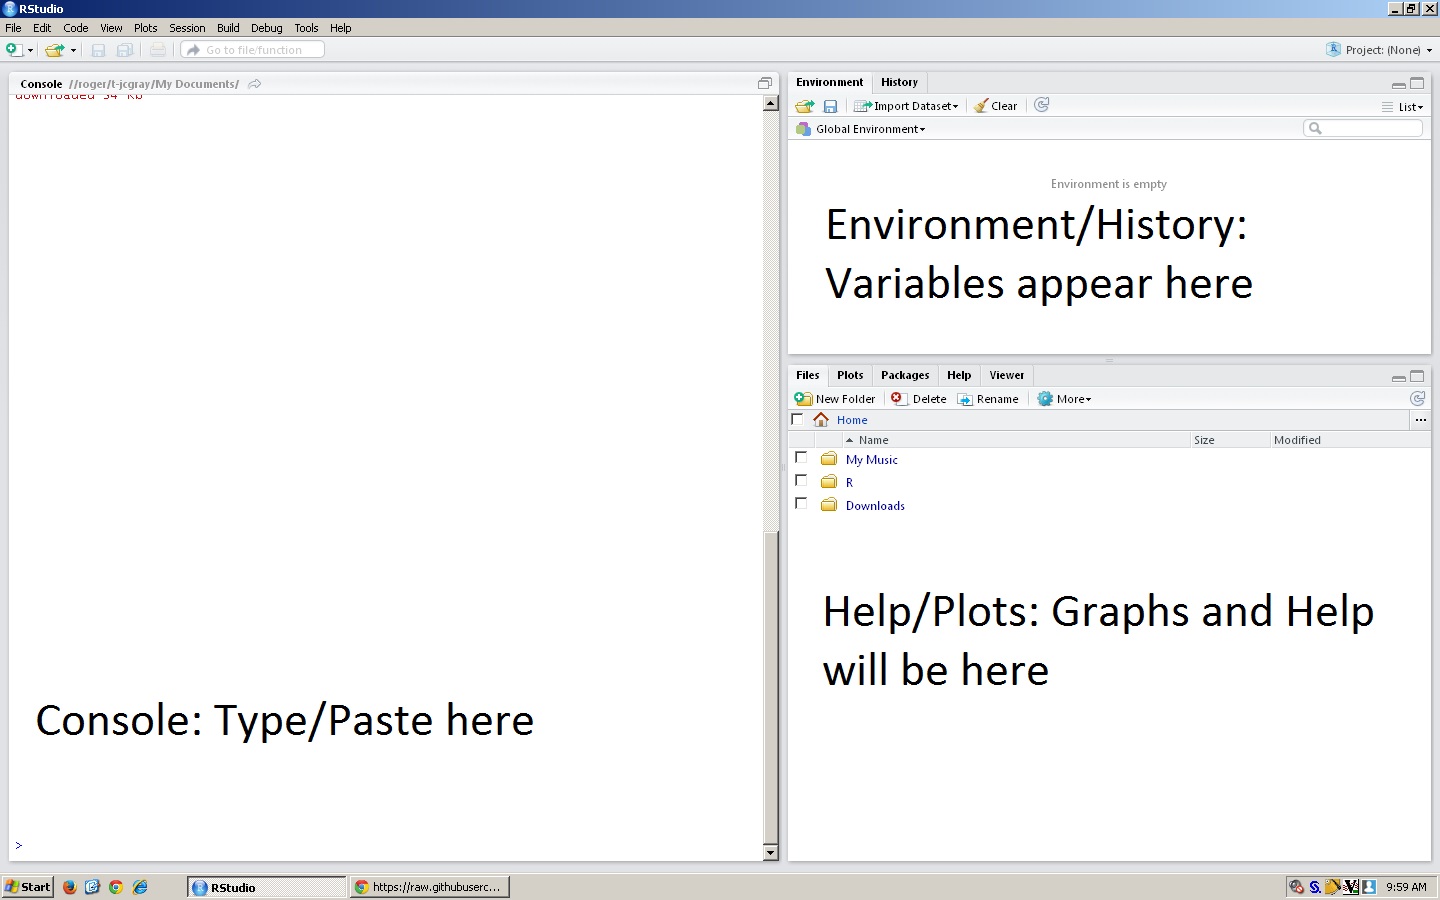 RStudio
File Edit Code View Plots Session Build Debug Tools Help
Go to file/function
Project: (None)
Console //roger/t-jcgray/My Documents/
downloaded 54 Kb
Console: Type/Paste here
>
Environment History
Import Dataset Clear List
Global Environment
Environment is empty
Environment/History:
Variables appear here
Files Plots Packages Help Viewer
New Folder Delete Rename More
Home ...
Name Size Modified
My Music
R
Downloads
Help/Plots: Graphs and Help
will be here
Start RStudio https://raw.githubuserc... 9:59 AM